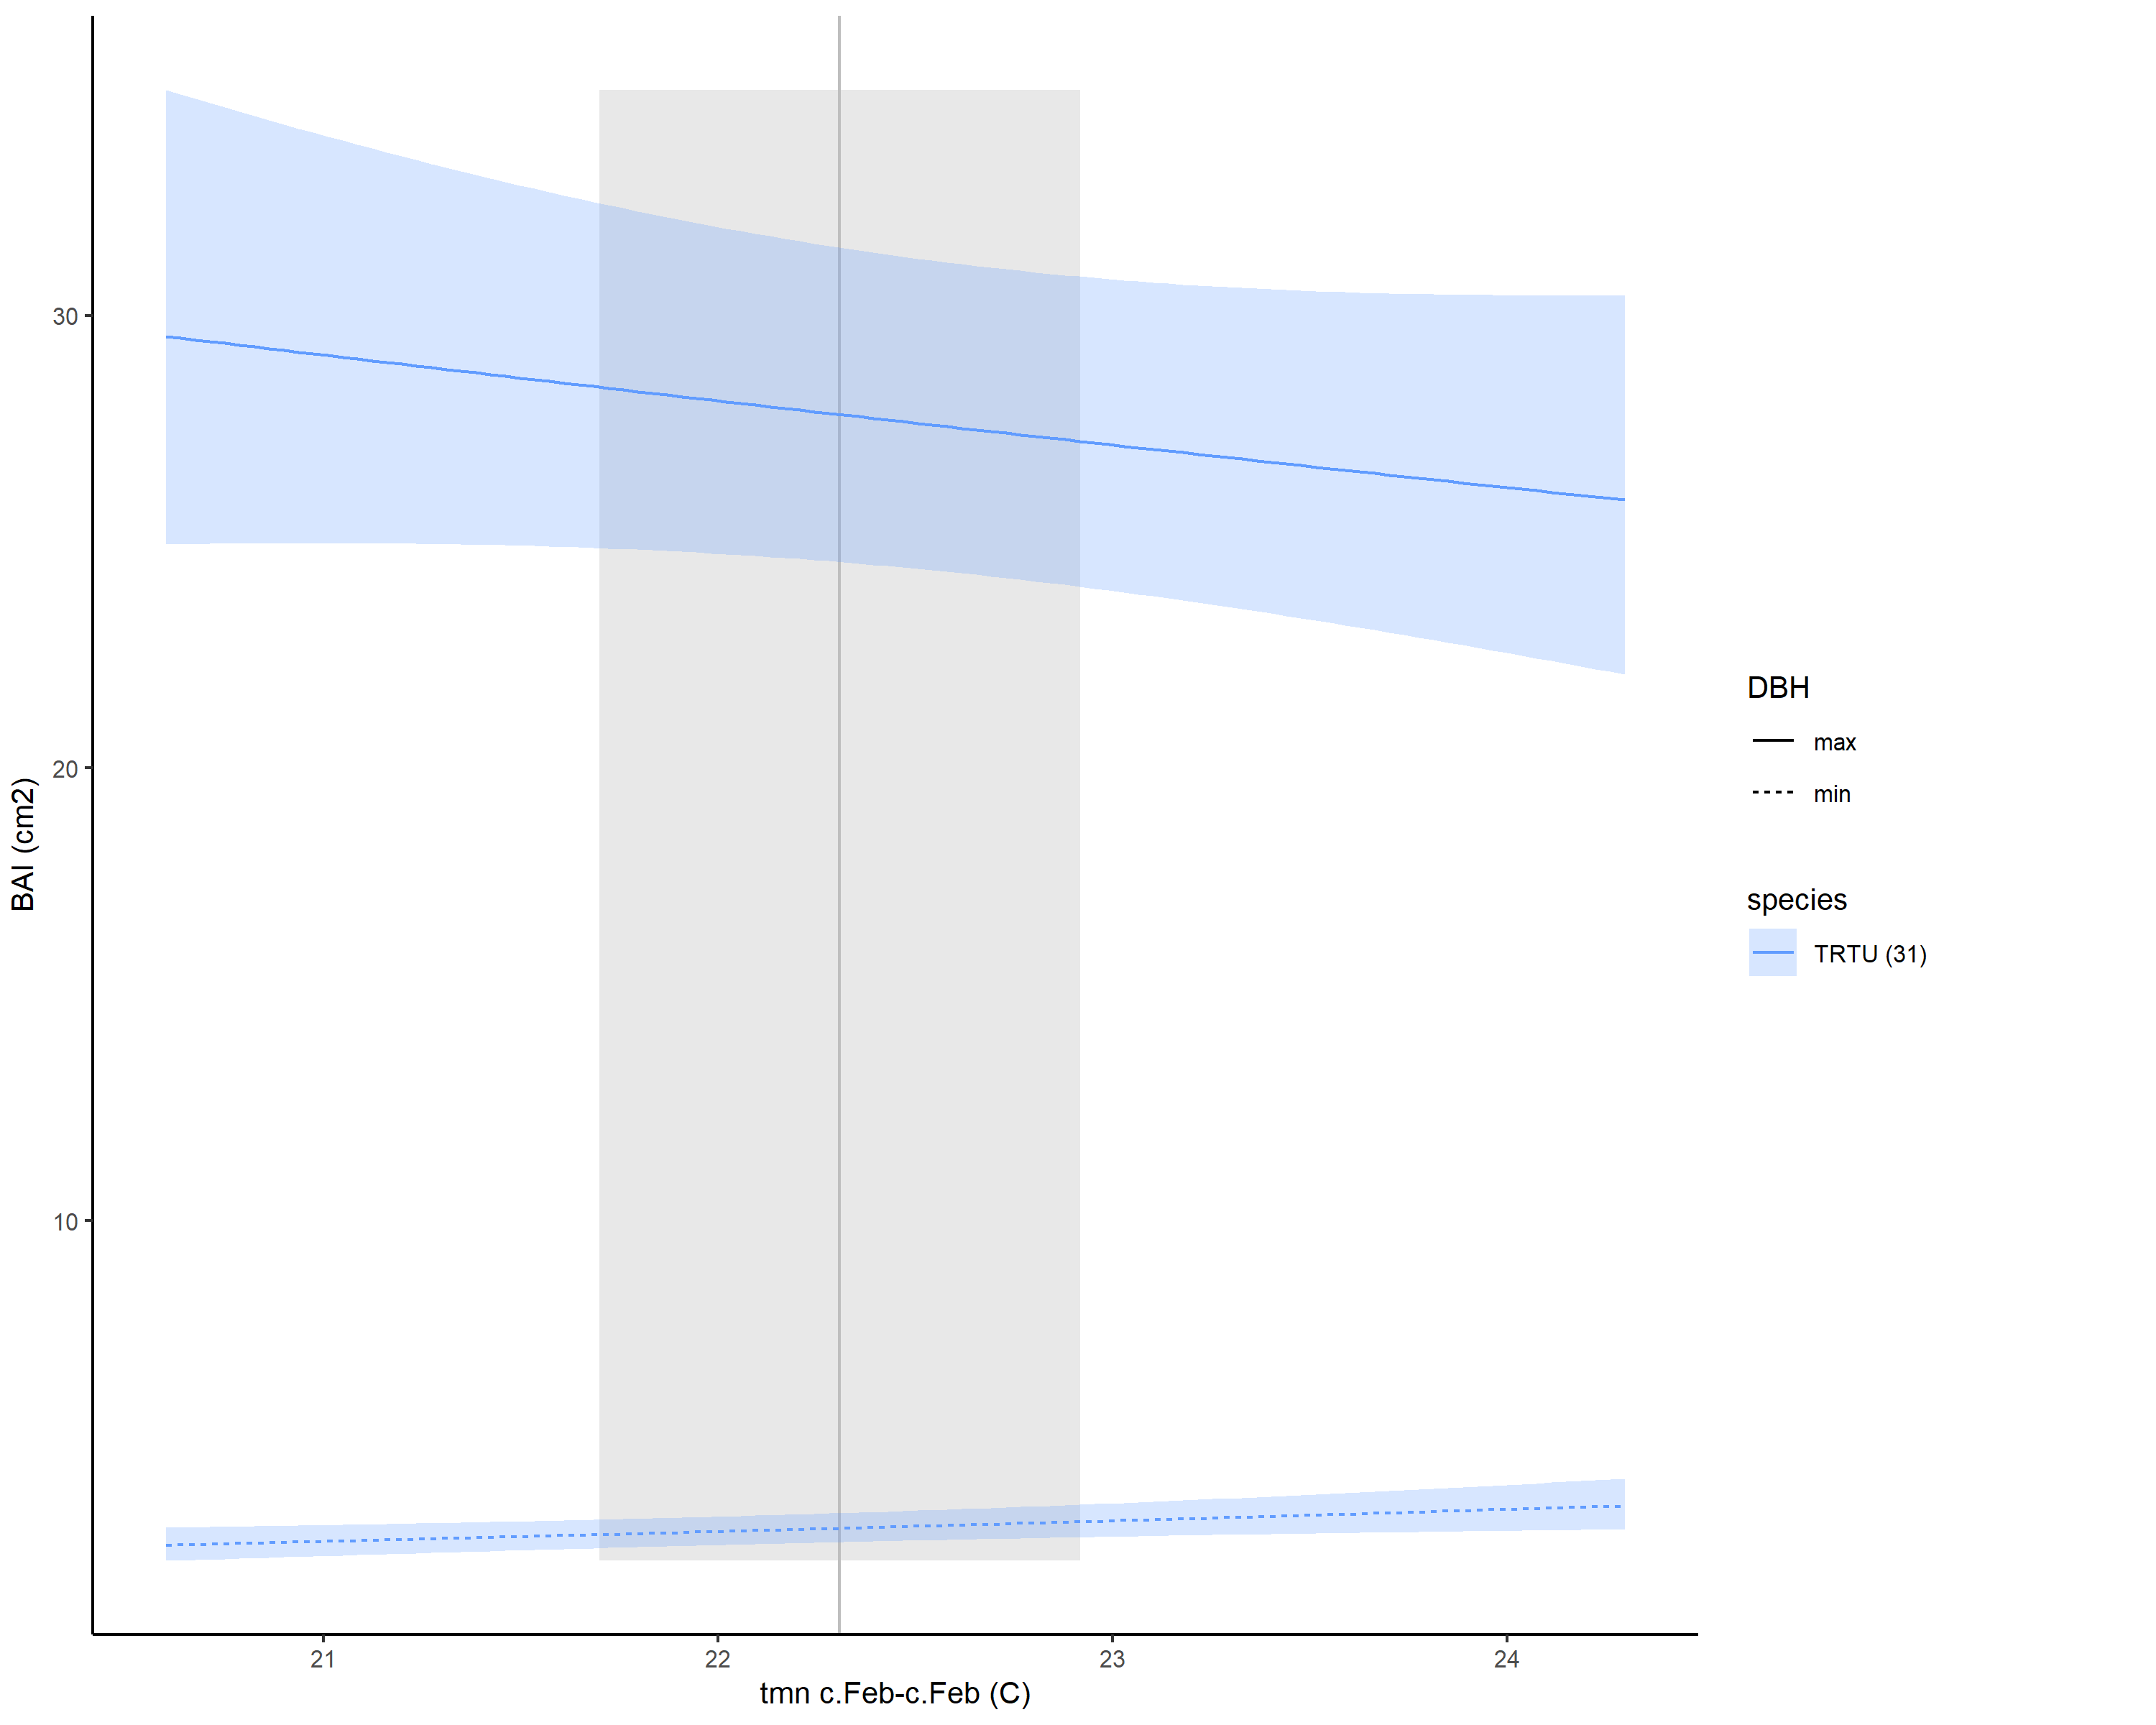 30
20
10
BAI (cm2)
21 22 23 24
tmn c.Feb-c.Feb (C)
DBH
max
min
species
TRTU (31)